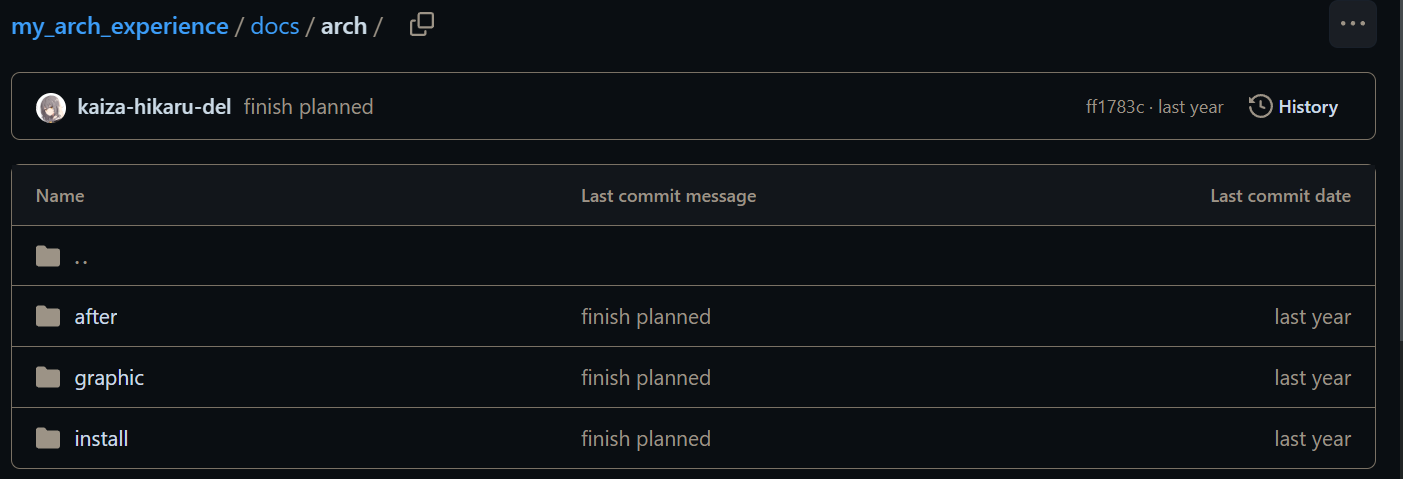 my_arch_experience / docs / arch /
kaiza-hikaru-del finish planned ff1783c · last year History
Name Last commit message Last commit date
..
after finish planned last year
graphic finish planned last year
install finish planned last year